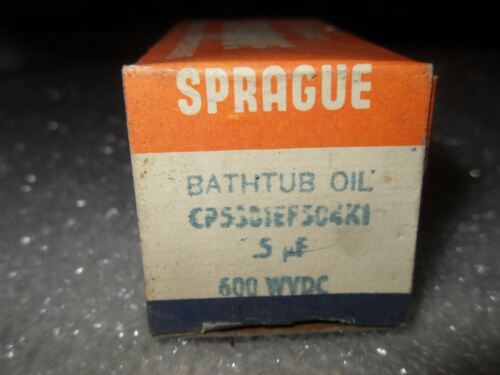 SPRAGUE
BATHTUB OIL
CP53B1EF504K1
.5 µF
600 WVDC